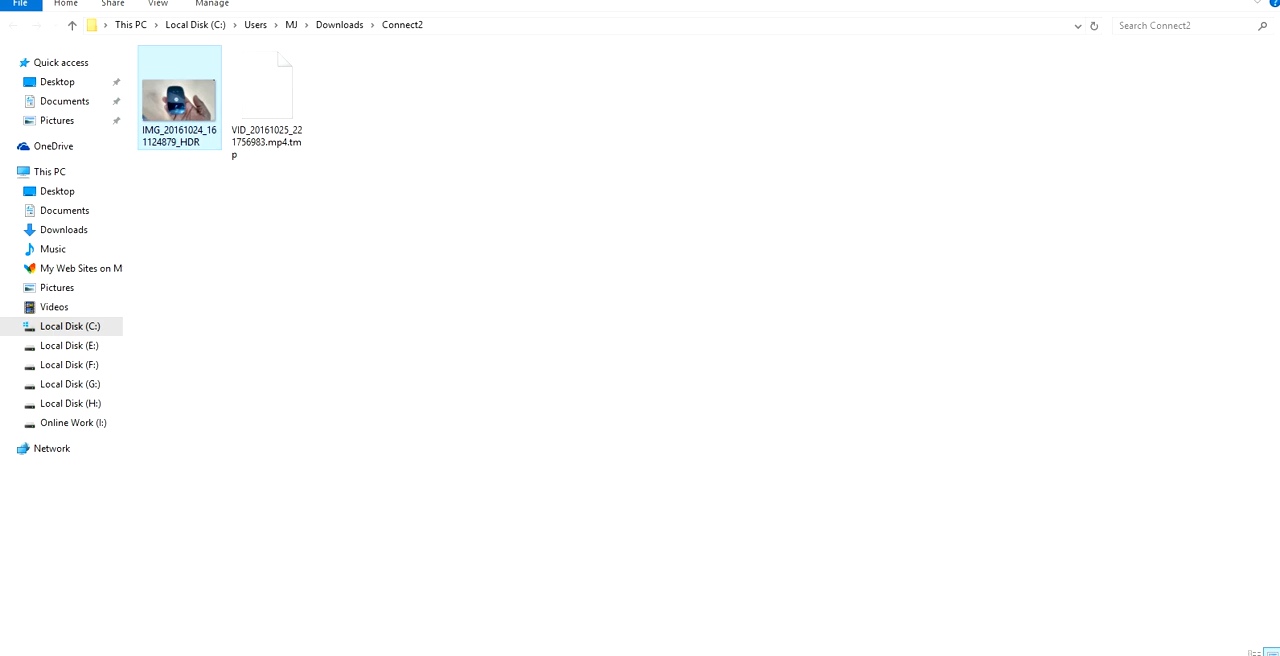 File Home Share View Manage
This PC Local Disk (C:) Users MJ Downloads Connect2 Search Connect2
Quick access
Desktop
Documents
Pictures
OneDrive
This PC
Desktop
Documents
Downloads
Music
My Web Sites on M
Pictures
Videos
Local Disk (C:)
Local Disk (E:)
Local Disk (F:)
Local Disk (G:)
Local Disk (H:)
Online Work (I:)
Network
IMG_20161024_16
1124879_HDR
VID_20161025_22
1756983.mp4.tm
p